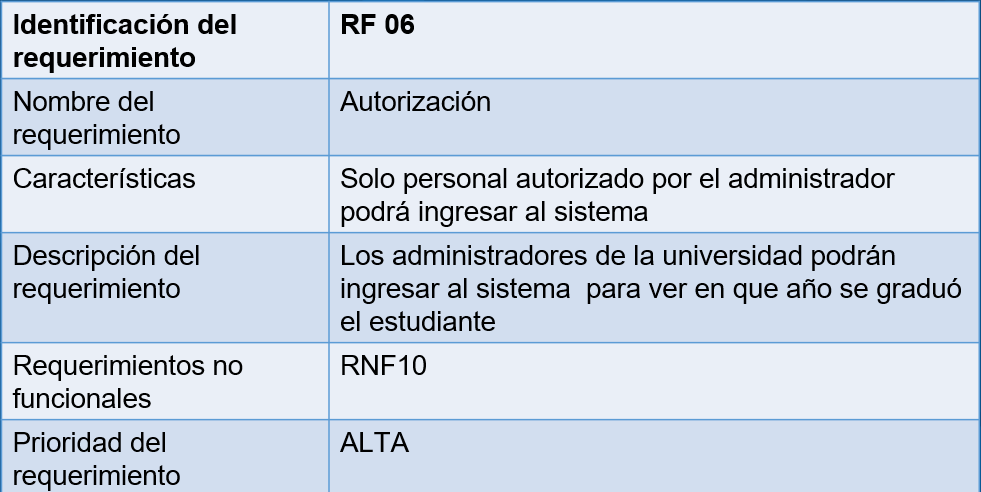 Identificación del
requerimiento
RF 06
Nombre del
requerimiento
Autorización
Características
Solo personal autorizado por el administrador
podrá ingresar al sistema
Descripción del
requerimiento
Los administradores de la universidad podrán
ingresar al sistema  para ver en que año se graduó
el estudiante
Requerimientos no
funcionales
RNF10
Prioridad del
requerimiento
ALTA